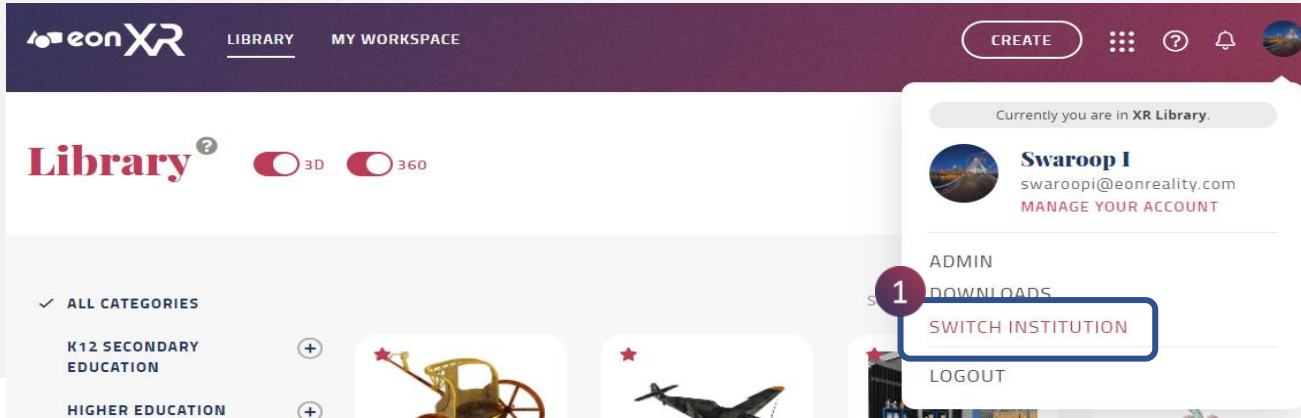 eonXR
LIBRARY
MY WORKSPACE
CREATE
?
Currently you are in XR Library.
Library ?
3D
360
Swaroop I
swaroopi@eonreality.com
MANAGE YOUR ACCOUNT
ADMIN
1
DOWNLOADS
SWITCH INSTITUTION
LOGOUT
ALL CATEGORIES
K12 SECONDARY
EDUCATION
HIGHER EDUCATION